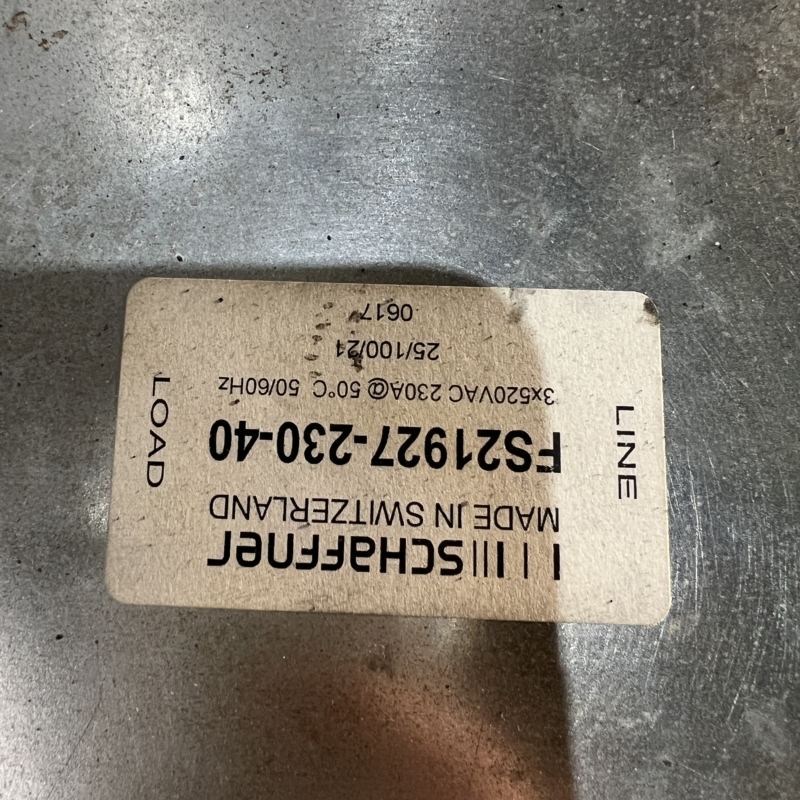 SCHAFFNER
MADE IN SWITZERLAND
FS21927-230-40
3x520VAC 230A@ 50°C 50/60Hz
25/100/21
0617
LINE
LOAD